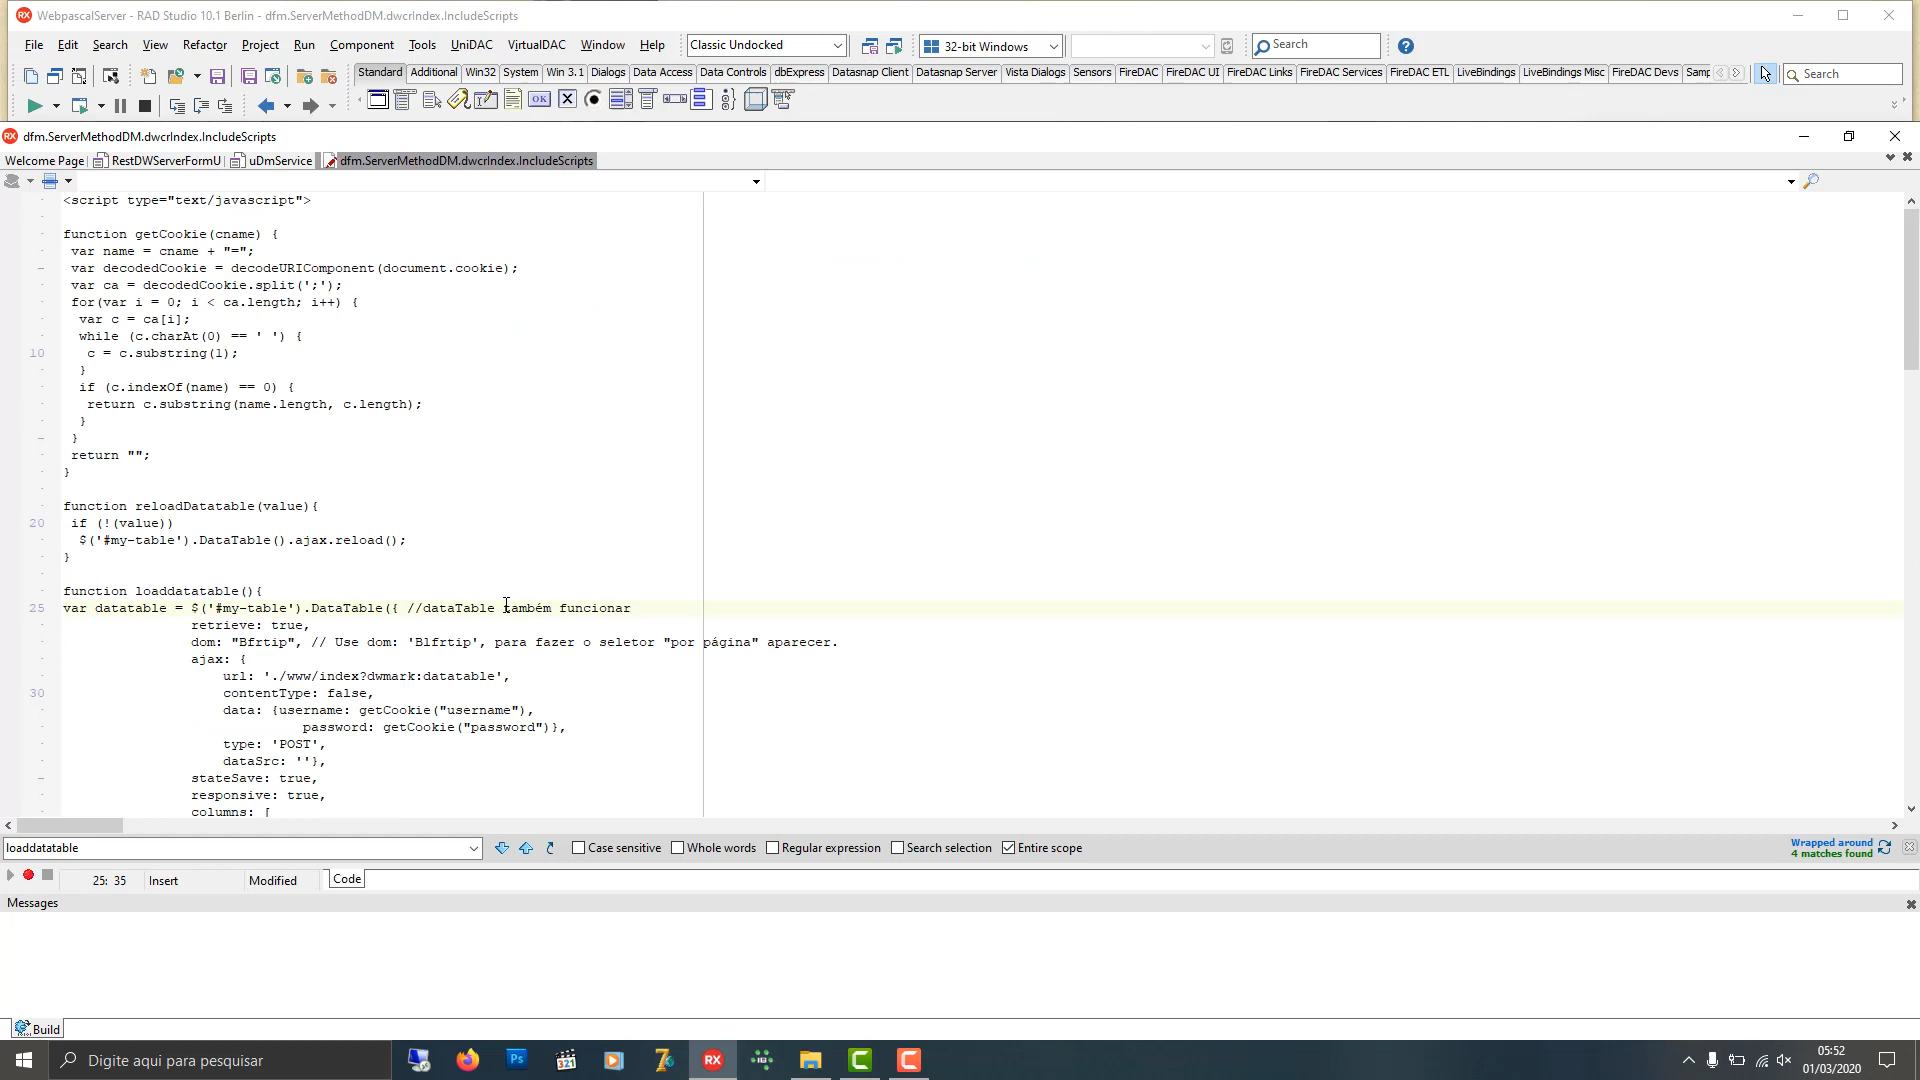 WebpascalServer - RAD Studio 10.1 Berlin - dfm.ServerMethodDM.dwcrIndex.IncludeScripts
File Edit Search View Refactor Project Run Component Tools UniDAC VirtualDAC Window Help Classic Undocked 32-bit Windows Search
Standard Additional Win32 System Win 3.1 Dialogs Data Access Data Controls dbExpress Datasnap Client Datasnap Server Vista Dialogs Sensors FireDAC FireDAC UI FireDAC Links FireDAC Services FireDAC ETL LiveBindings LiveBindings Misc FireDAC Devs Samp Search
OK
dfm.ServerMethodDM.dwcrIndex.IncludeScripts
Welcome Page RestDWServerFormU uDmService dfm.ServerMethodDM.dwcrIndex.IncludeScripts
<script type="text/javascript">
function getCookie(cname) {
var name = cname + "=";
var decodedCookie = decodeURIComponent(document.cookie);
var ca = decodedCookie.split(';');
for(var i = 0; i < ca.length; i++) {
var c = ca[i];
while (c.charAt(0) == ' ') {
10 c = c.substring(1);
}
if (c.indexOf(name) == 0) {
return c.substring(name.length, c.length);
}
}
return "";
}
function reloadDatatable(value){
20 if (!(value))
$('#my-table').DataTable().ajax.reload();
}
function loaddatatable(){
25 var datatable = $('#my-table').DataTable({ //dataTable também funcionar
retrieve: true,
dom: "Bfrtip", // Use dom: 'Blfrtip', para fazer o seletor "por página" aparecer.
ajax: {
url: './www/index?dwmark:datatable',
30 contentType: false,
data: {username: getCookie("username"),
password: getCookie("password")},
type: 'POST',
dataSrc: ''},
stateSave: true,
responsive: true,
columns: [
loaddatatable Case sensitive Whole words Regular expression Search selection Entire scope Wrapped around
4 matches found
25: 35 Insert Modified Code
Messages
Build
Digite aqui para pesquisar Ps 321 RX 05:52
01/03/2020